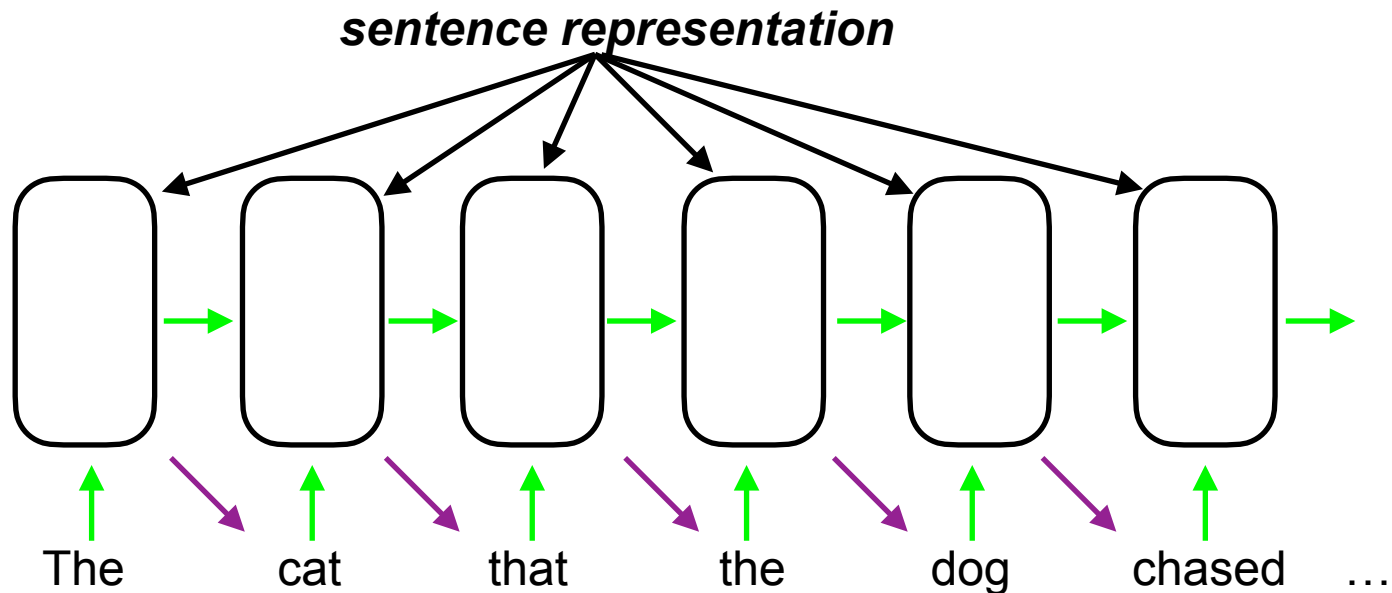 sentence representation
The cat that the dog chased …